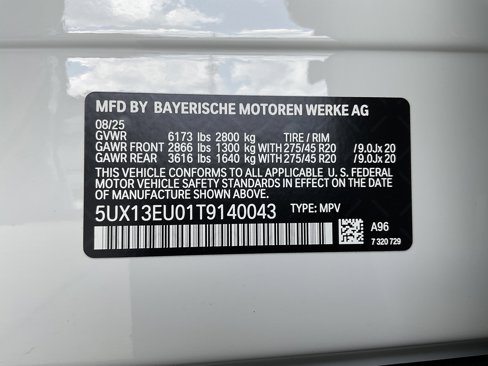 MFD BY BAYERISCHE MOTOREN WERKE AG
08/25
GVWR 6173 lbs 2800 kg TIRE / RIM
GAWR FRONT 2866 lbs 1300 kg WITH 275/45 R20 /9.0Jx 20
GAWR REAR 3616 lbs 1640 kg WITH 275/45 R20 /9.0Jx 20
THIS VEHICLE CONFORMS TO ALL APPLICABLE U. S. FEDERAL
MOTOR VEHICLE SAFETY STANDARDS IN EFFECT ON THE DATE
OF MANUFACTURE SHOWN ABOVE.
5UX13EU01T9140043 TYPE: MPV
A96
7 320 729